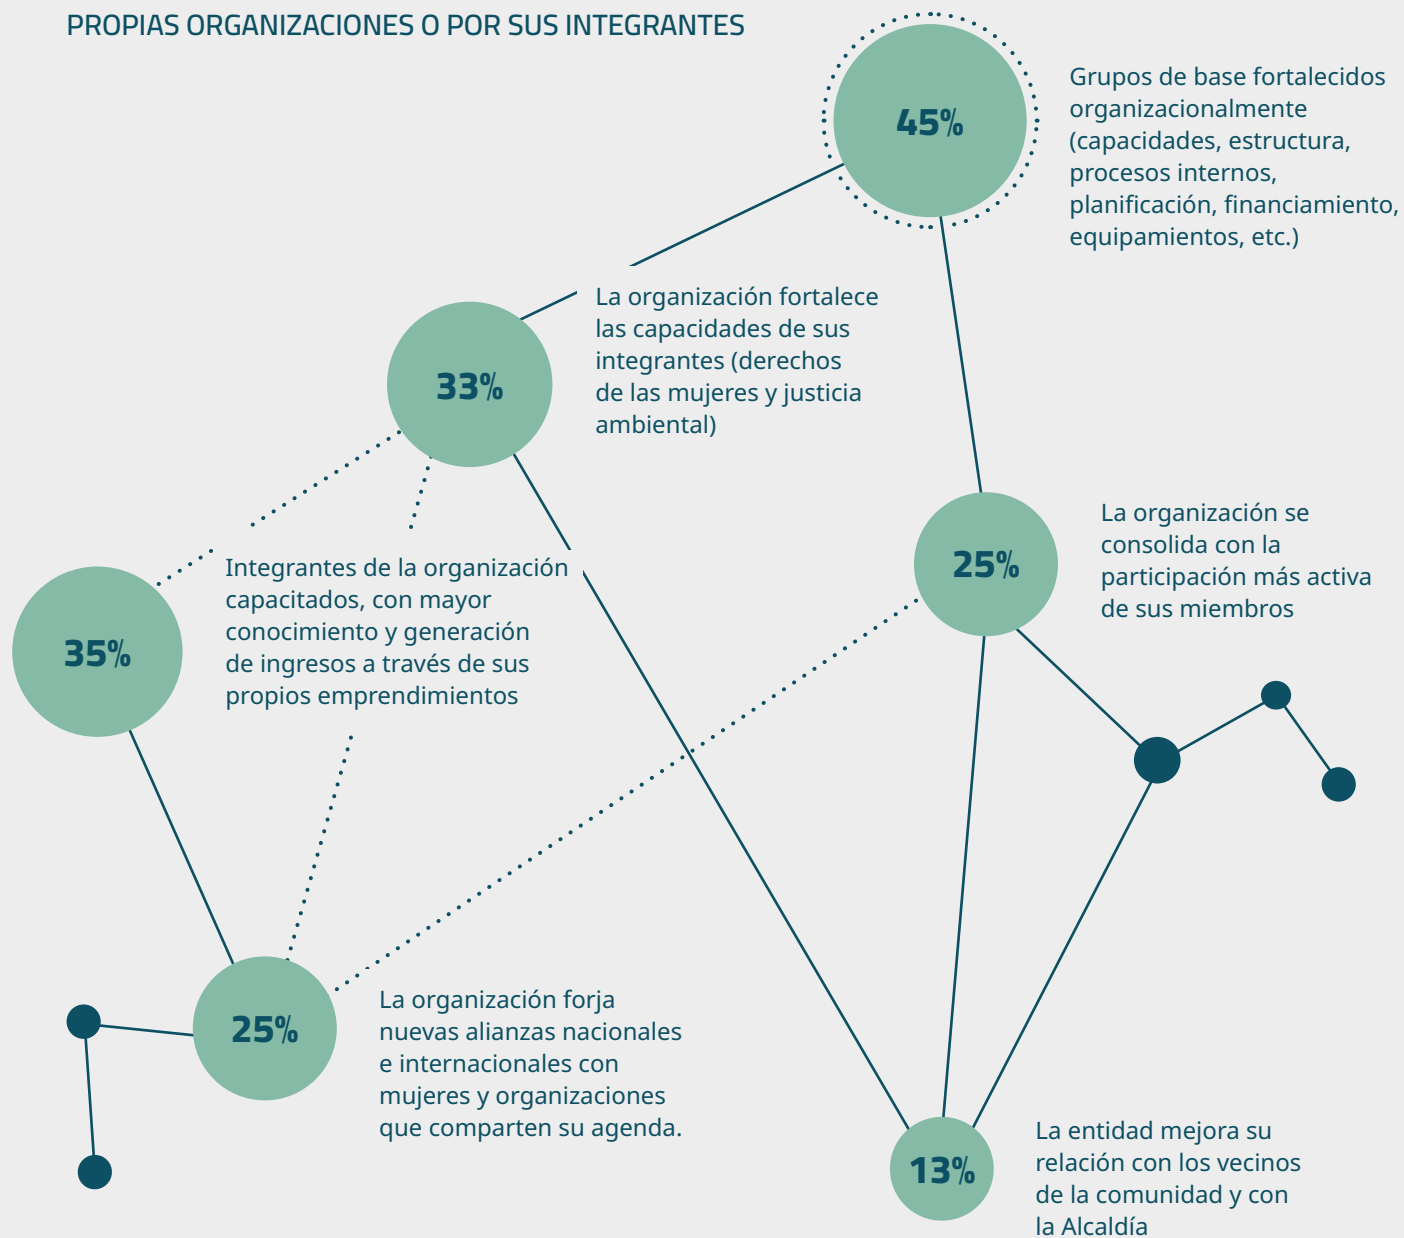 PROPIAS ORGANIZACIONES O POR SUS INTEGRANTES
45%
Grupos de base fortalecidos
organizacionalmente
(capacidades, estructura,
procesos internos,
planificación, financiamiento,
equipamientos, etc.)
33%
La organización fortalece
las capacidades de sus
integrantes (derechos
de las mujeres y justicia
ambiental)
25%
La organización se
consolida con la
participación más activa
de sus miembros
35%
Integrantes de la organización
capacitados, con mayor
conocimiento y generación
de ingresos a través de sus
propios emprendimientos
25%
La organización forja
nuevas alianzas nacionales
e internacionales con
mujeres y organizaciones
que comparten su agenda.
13%
La entidad mejora su
relación con los vecinos
de la comunidad y con
la Alcaldía